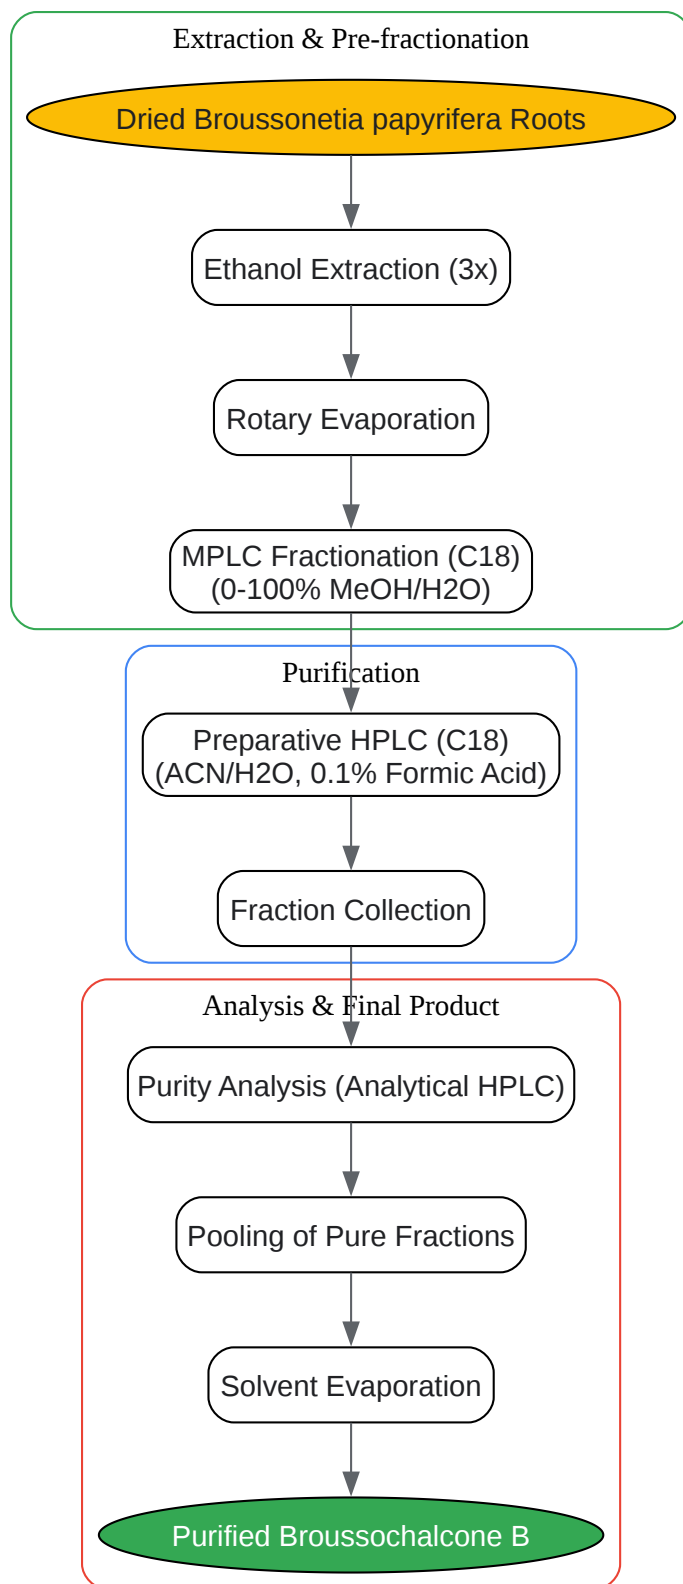 Extraction & Pre-fractionation
Dried Broussonetia papyrifera Roots
Ethanol Extraction (3x)
Rotary Evaporation
MPLC Fractionation (C18)
(0-100% MeOH/H2O)
Purification
Preparative HPLC (C18)
(ACN/H2O, 0.1% Formic Acid)
Fraction Collection
Analysis & Final Product
Purity Analysis (Analytical HPLC)
Pooling of Pure Fractions
Solvent Evaporation
Purified Broussochalcone B